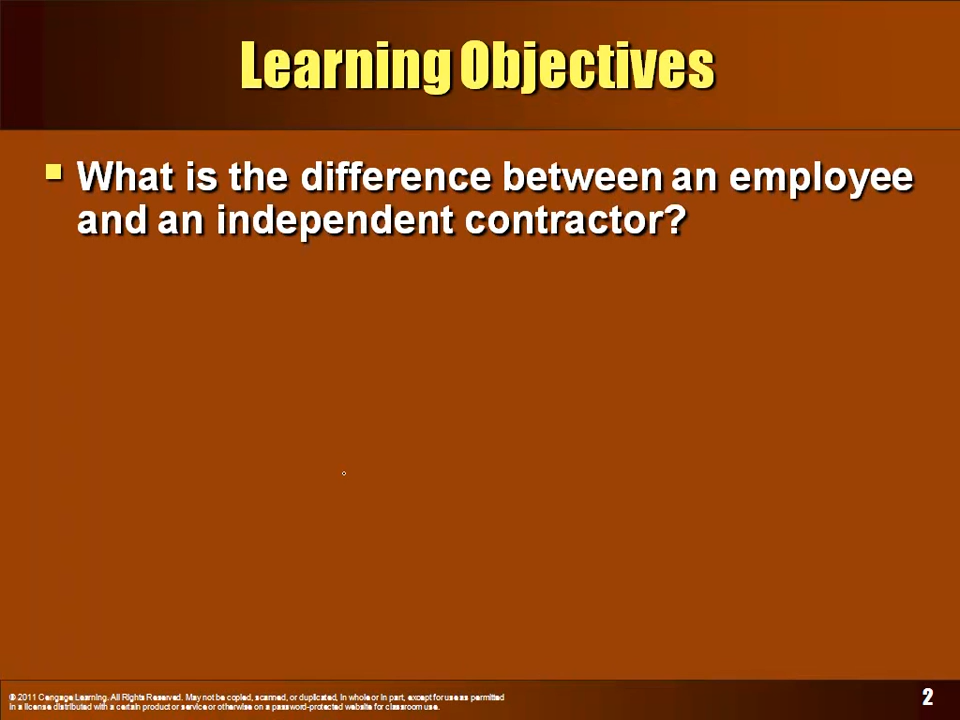 Learning Objectives
What is the difference between an employee
and an independent contractor?
© 2011 Cengage Learning. All Rights Reserved. May not be copied, scanned, or duplicated, in whole or in part, except for use as permitted
in a license distributed with a certain product or service or otherwise on a password-protected website for classroom use.
2